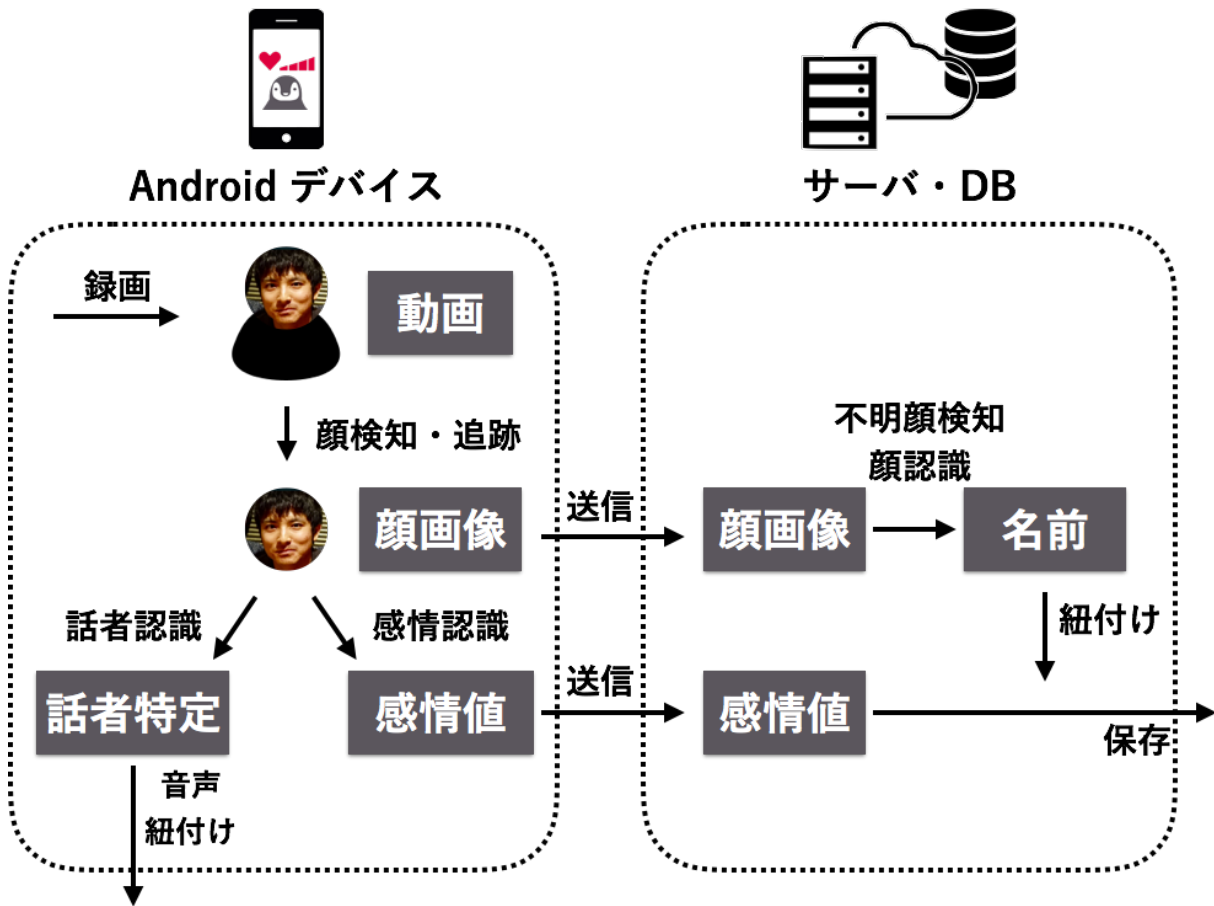 Android デバイス
サーバ・DB
録画
動画
顔検知・追跡
顔画像
送信
話者認識
感情認識
話者特定
感情値
送信
音声
紐付け
不明顔検知
顔認識
顔画像
名前
紐付け
感情値
保存